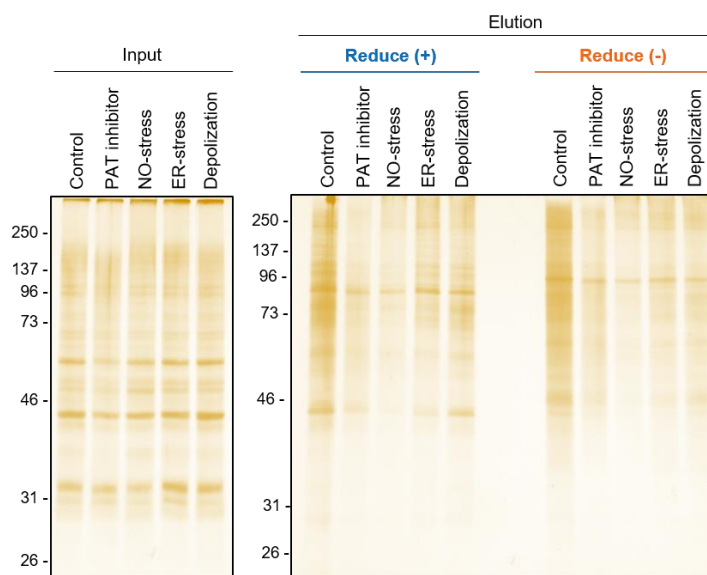 Elution
Input
Reduce (+)
Reduce (-)
Control
PAT inhibitor
NO-stress
ER-stress
Depolization
Control
PAT inhibitor
NO-stress
ER-stress
Depolization
Control
PAT inhibitor
NO-stress
ER-stress
Depolization
250 -
137 -
96 -
73 -
46 -
31 -
26 -
250 -
137 -
96 -
73 -
46 -
31 -
26 -